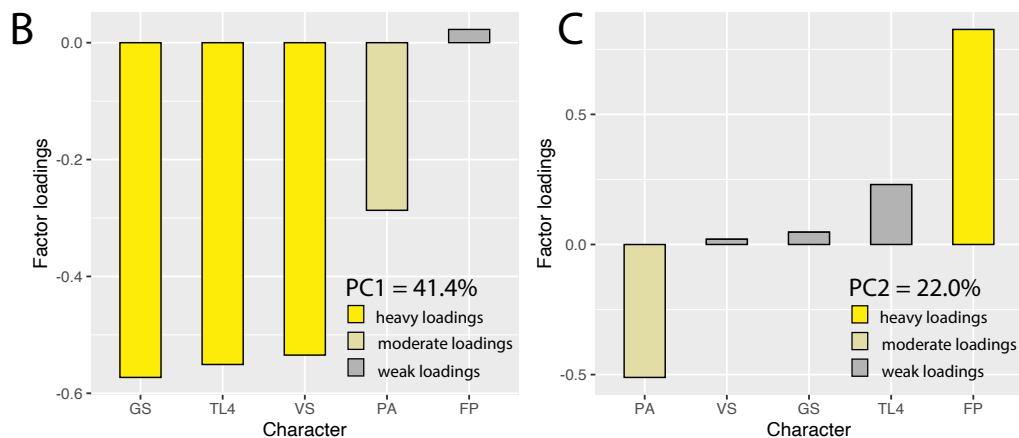 B
0.0
-0.2
-0.4
-0.6
Factor loadings
PC1 = 41.4%
heavy loadings
moderate loadings
weak loadings
GS TL4 VS PA FP
Character
C
0.5
0.0
-0.5
Factor loadings
PC2 = 22.0%
heavy loadings
moderate loadings
weak loadings
PA VS GS TL4 FP
Character